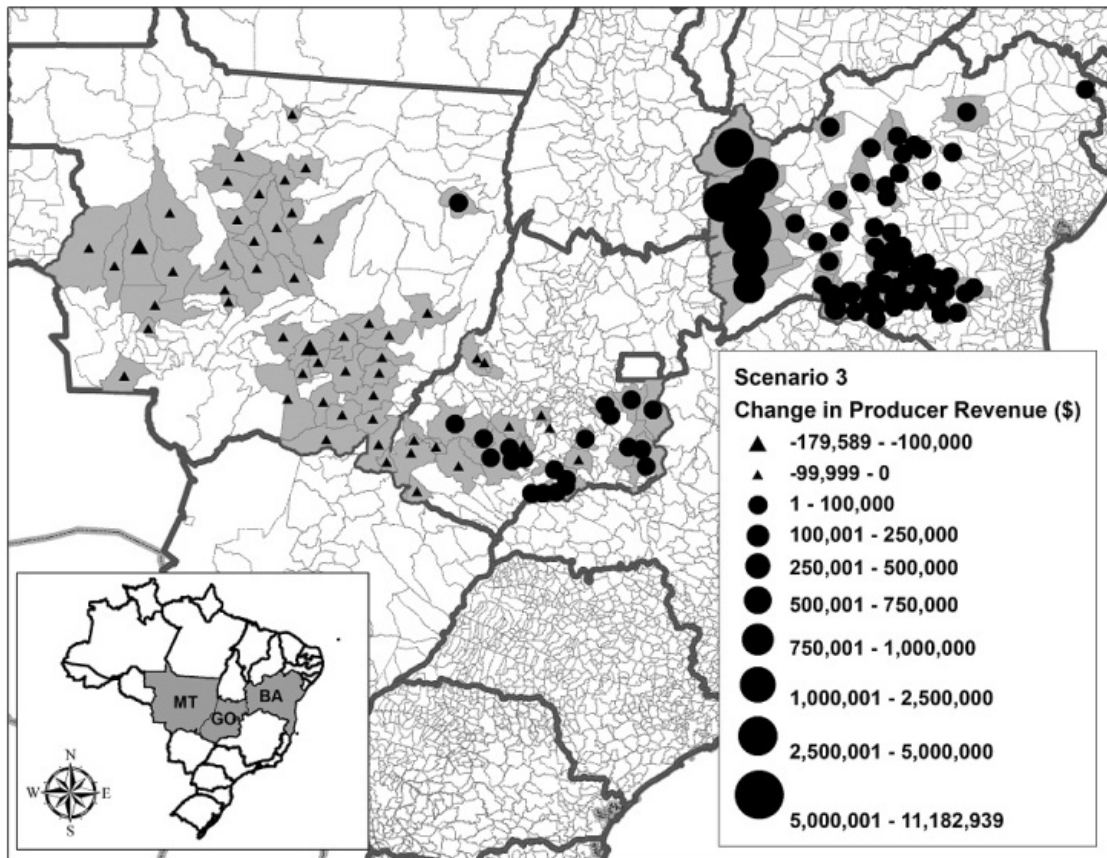 Scenario 3
Change in Producer Revenue ($)
-179,589 - -100,000
-99,999 - 0
1 - 100,000
100,001 - 250,000
250,001 - 500,000
500,001 - 750,000
750,001 - 1,000,000
1,000,001 - 2,500,000
2,500,001 - 5,000,000
5,000,001 - 11,182,939
MT
BA
GO
N
W E
S